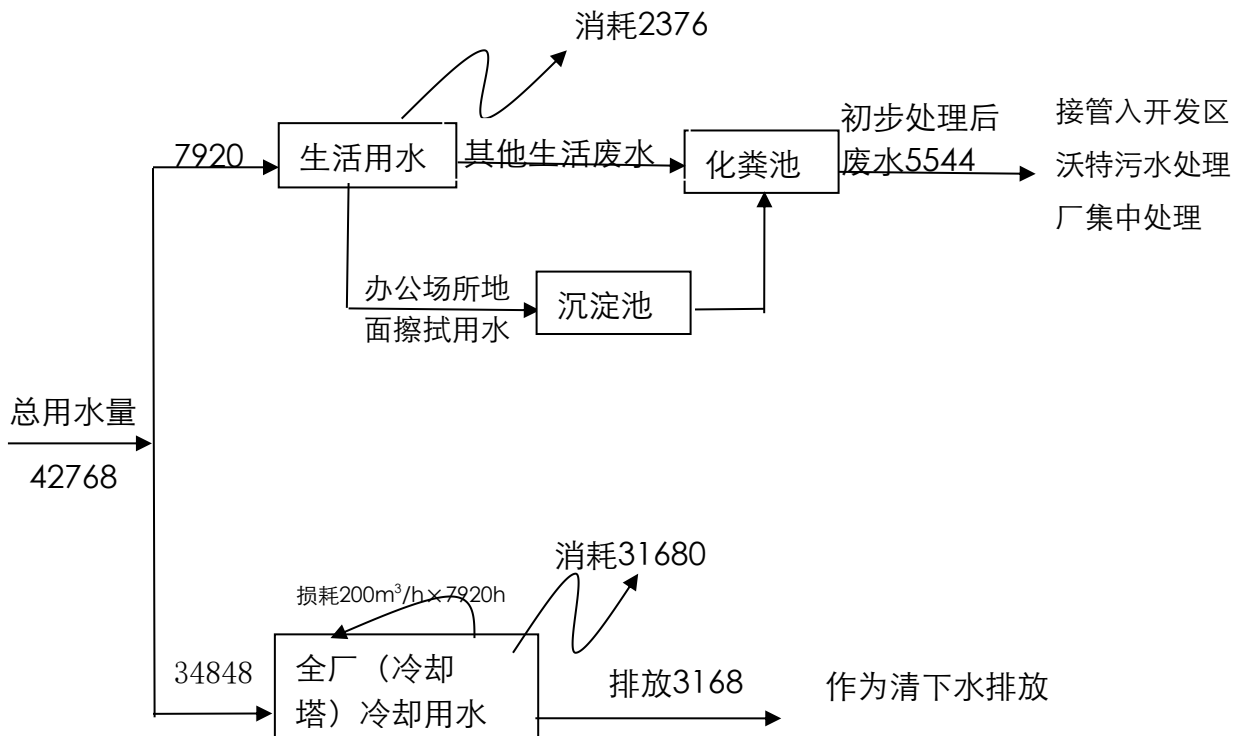 消耗2376
7920
生活用水
其他生活废水
化粪池
初步处理后
废水5544
接管入开发区
沃特污水处理
厂集中处理
办公场所地
面擦拭用水
沉淀池
总用水量
42768
消耗31680
损耗200m³/h×7920h
34848
全厂（冷却
塔）冷却用水
排放3168
作为清下水排放